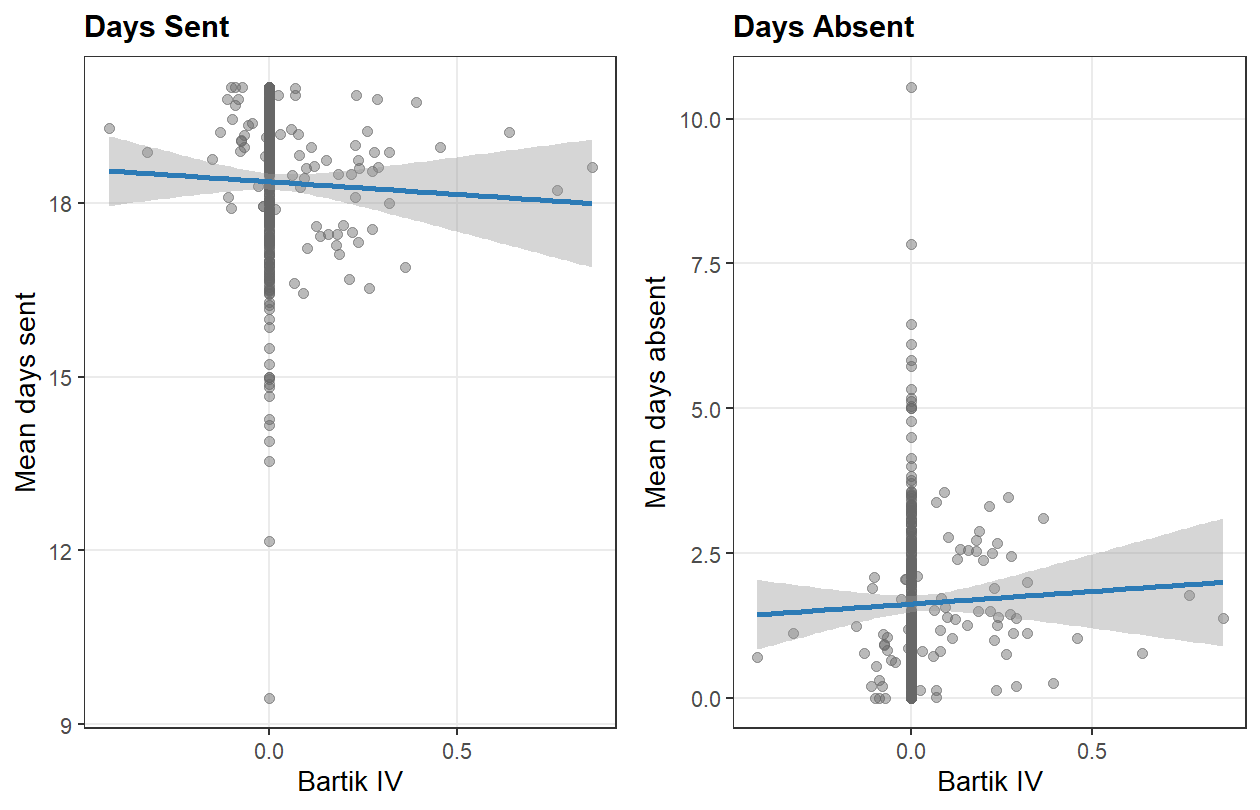 Days Sent
Mean days sent
18
15
12
9
0.0
0.5
Bartik IV
Days Absent
Mean days absent
10.0
7.5
5.0
2.5
0.0
0.0
0.5
Bartik IV